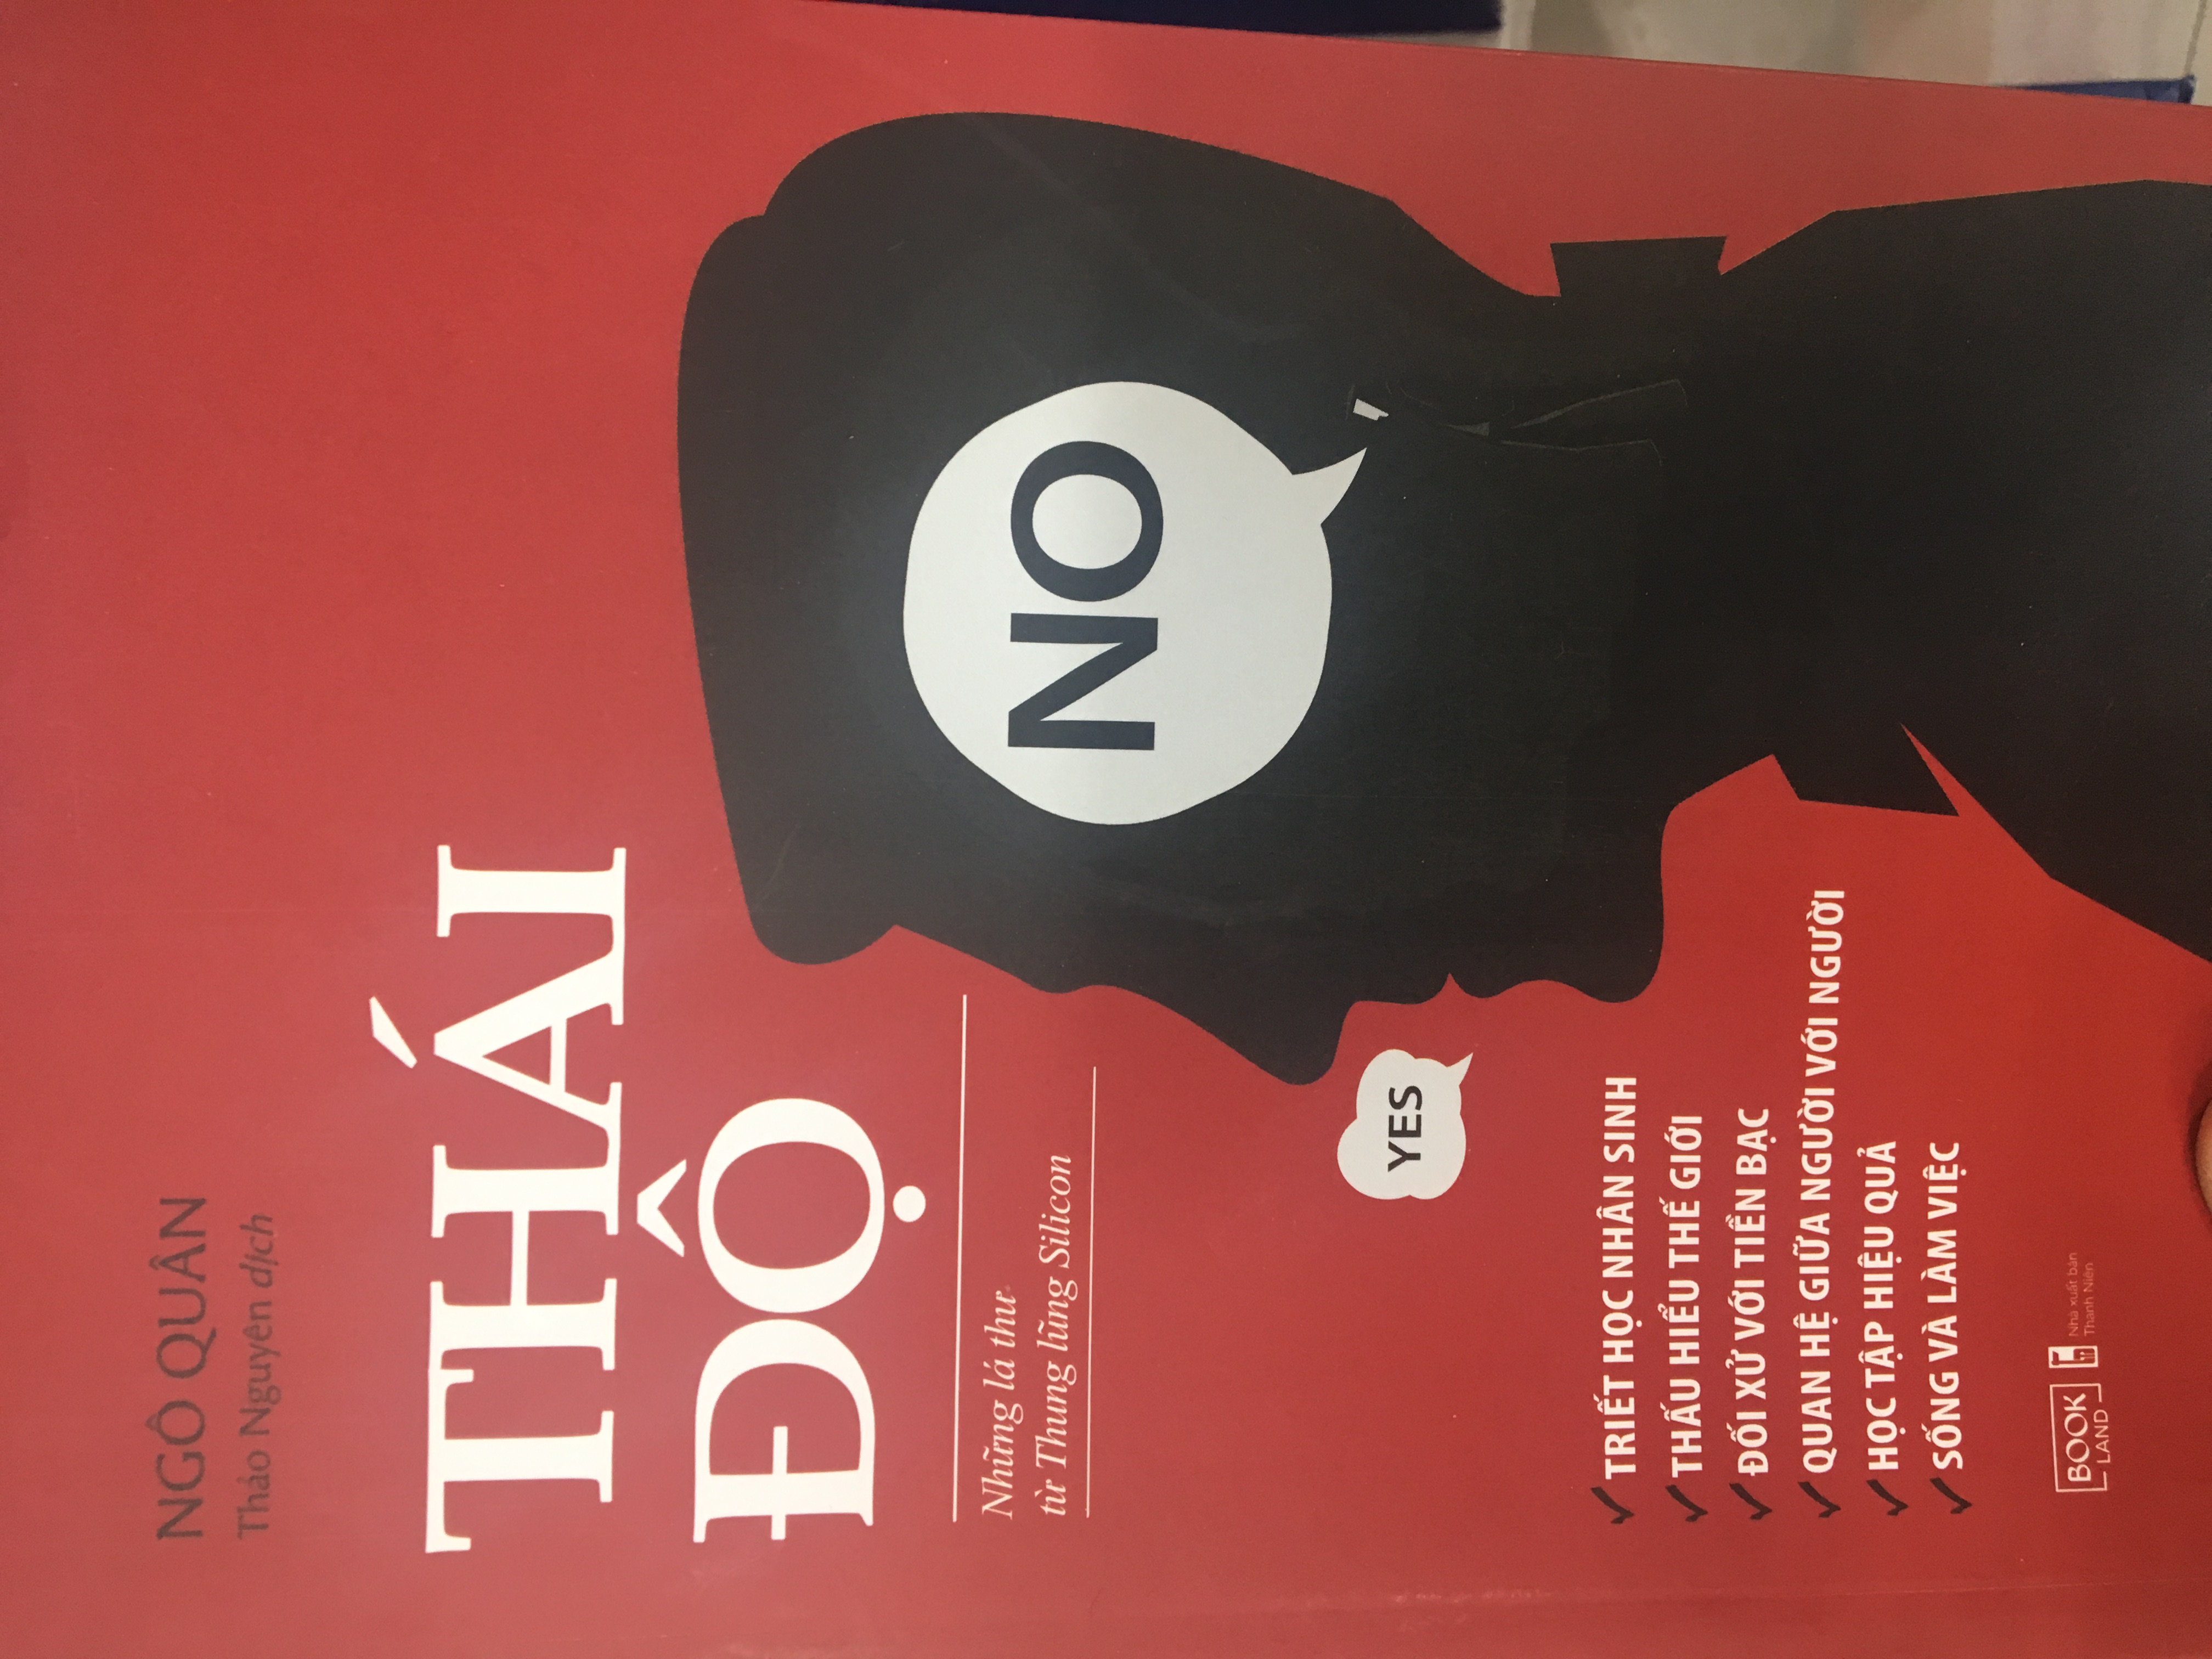 NGÔ QUÂN
Thảo Nguyên dịch
THÁI
ĐỘ
Những lá thư
từ Thung lũng Silicon
NO
YES
TRIẾT HỌC NHÂN SINH
THẤU HIỂU THẾ GIỚI
ĐỐI XỬ VỚI TIỀN BẠC
QUAN HỆ GIỮA NGƯỜI VỚI NGƯỜI
HỌC TẬP HIỆU QUẢ
SỐNG VÀ LÀM VIỆC
BOOK
LAND
Nhà xuất bản
Thanh Niên